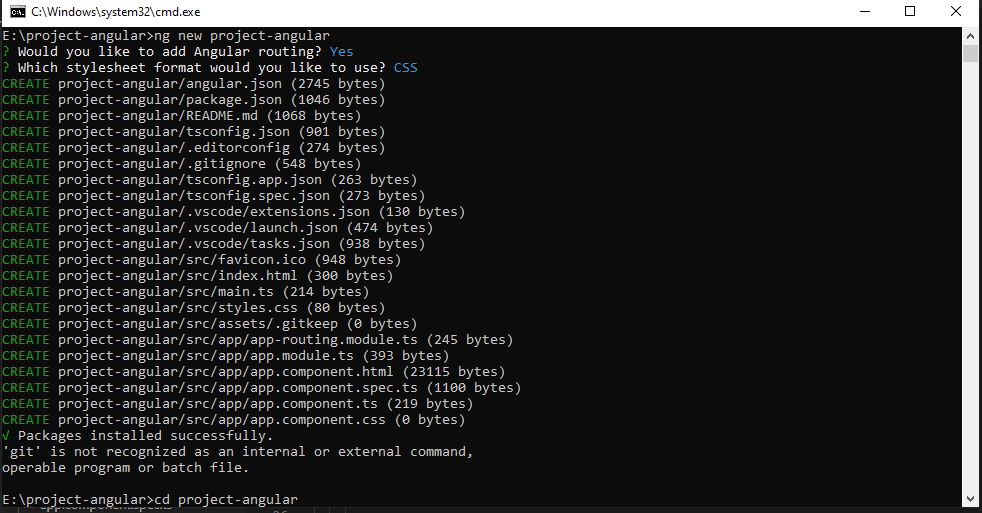 C:\Windows\system32\cmd.exe
E:\project-angular>ng new project-angular
? Would you like to add Angular routing? Yes
? Which stylesheet format would you like to use? CSS
CREATE project-angular/angular.json (2745 bytes)
CREATE project-angular/package.json (1046 bytes)
CREATE project-angular/README.md (1068 bytes)
CREATE project-angular/tsconfig.json (901 bytes)
CREATE project-angular/.editorconfig (274 bytes)
CREATE project-angular/.gitignore (548 bytes)
CREATE project-angular/tsconfig.app.json (263 bytes)
CREATE project-angular/tsconfig.spec.json (273 bytes)
CREATE project-angular/.vscode/extensions.json (130 bytes)
CREATE project-angular/.vscode/launch.json (474 bytes)
CREATE project-angular/.vscode/tasks.json (938 bytes)
CREATE project-angular/src/favicon.ico (948 bytes)
CREATE project-angular/src/index.html (300 bytes)
CREATE project-angular/src/main.ts (214 bytes)
CREATE project-angular/src/styles.css (80 bytes)
CREATE project-angular/src/assets/.gitkeep (0 bytes)
CREATE project-angular/src/app/app-routing.module.ts (245 bytes)
CREATE project-angular/src/app/app.module.ts (393 bytes)
CREATE project-angular/src/app/app.component.html (23115 bytes)
CREATE project-angular/src/app/app.component.spec.ts (1100 bytes)
CREATE project-angular/src/app/app.component.ts (219 bytes)
CREATE project-angular/src/app/app.component.css (0 bytes)
√ Packages installed successfully.
'git' is not recognized as an internal or external command,
operable program or batch file.
E:\project-angular>cd project-angular